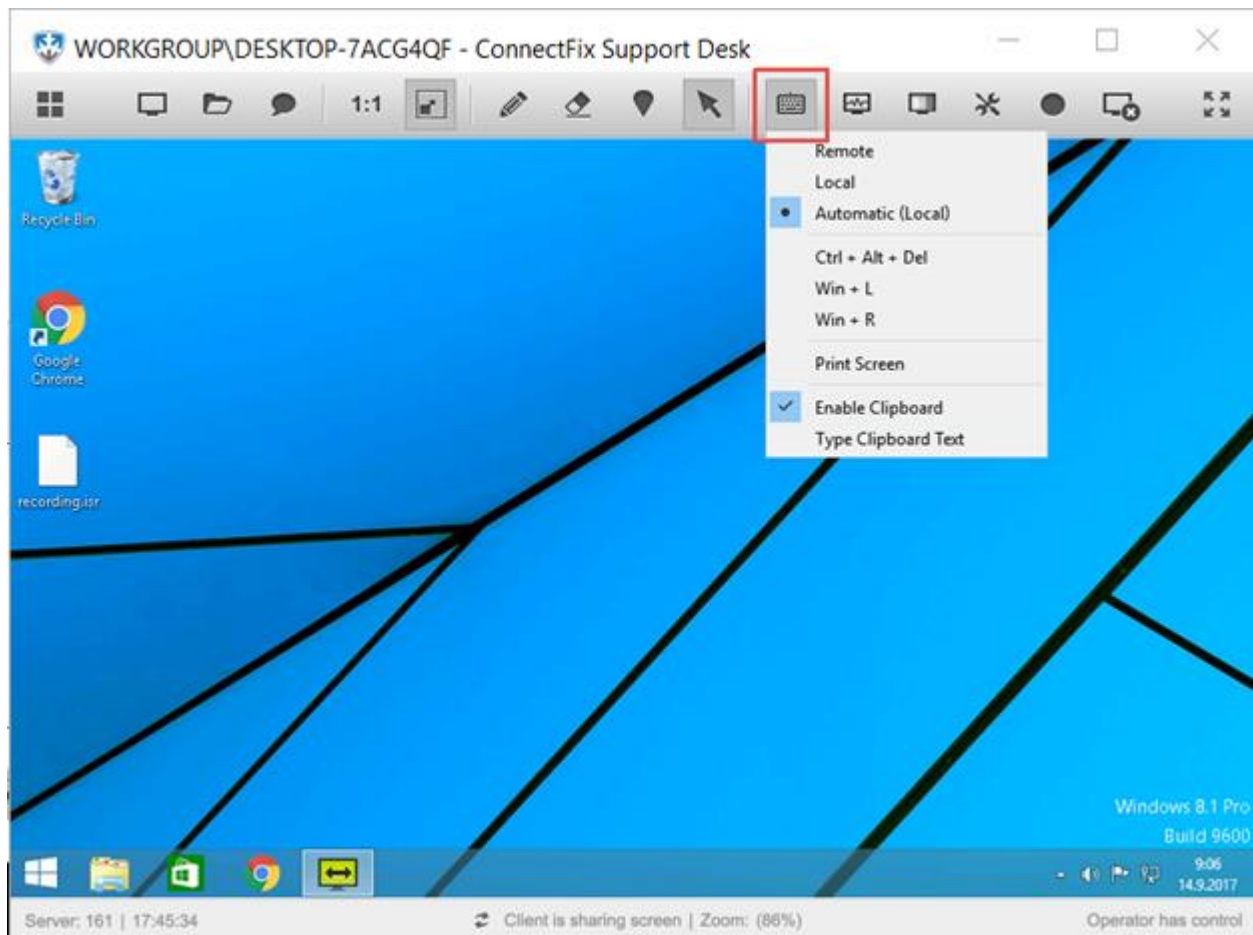 WORKGROUP\DESKTOP-7ACG4QF - ConnectFix Support Desk
1:1
Remote
Local
Automatic (Local)
Ctrl + Alt + Del
Win + L
Win + R
Print Screen
Enable Clipboard
Type Clipboard Text
Recycle Bin
Google
Chrome
recording.isr
Windows 8.1 Pro
Build 9600
9:06
14.9.2017
Server: 161 | 17:45:34
Client is sharing screen | Zoom: (86%)
Operator has control